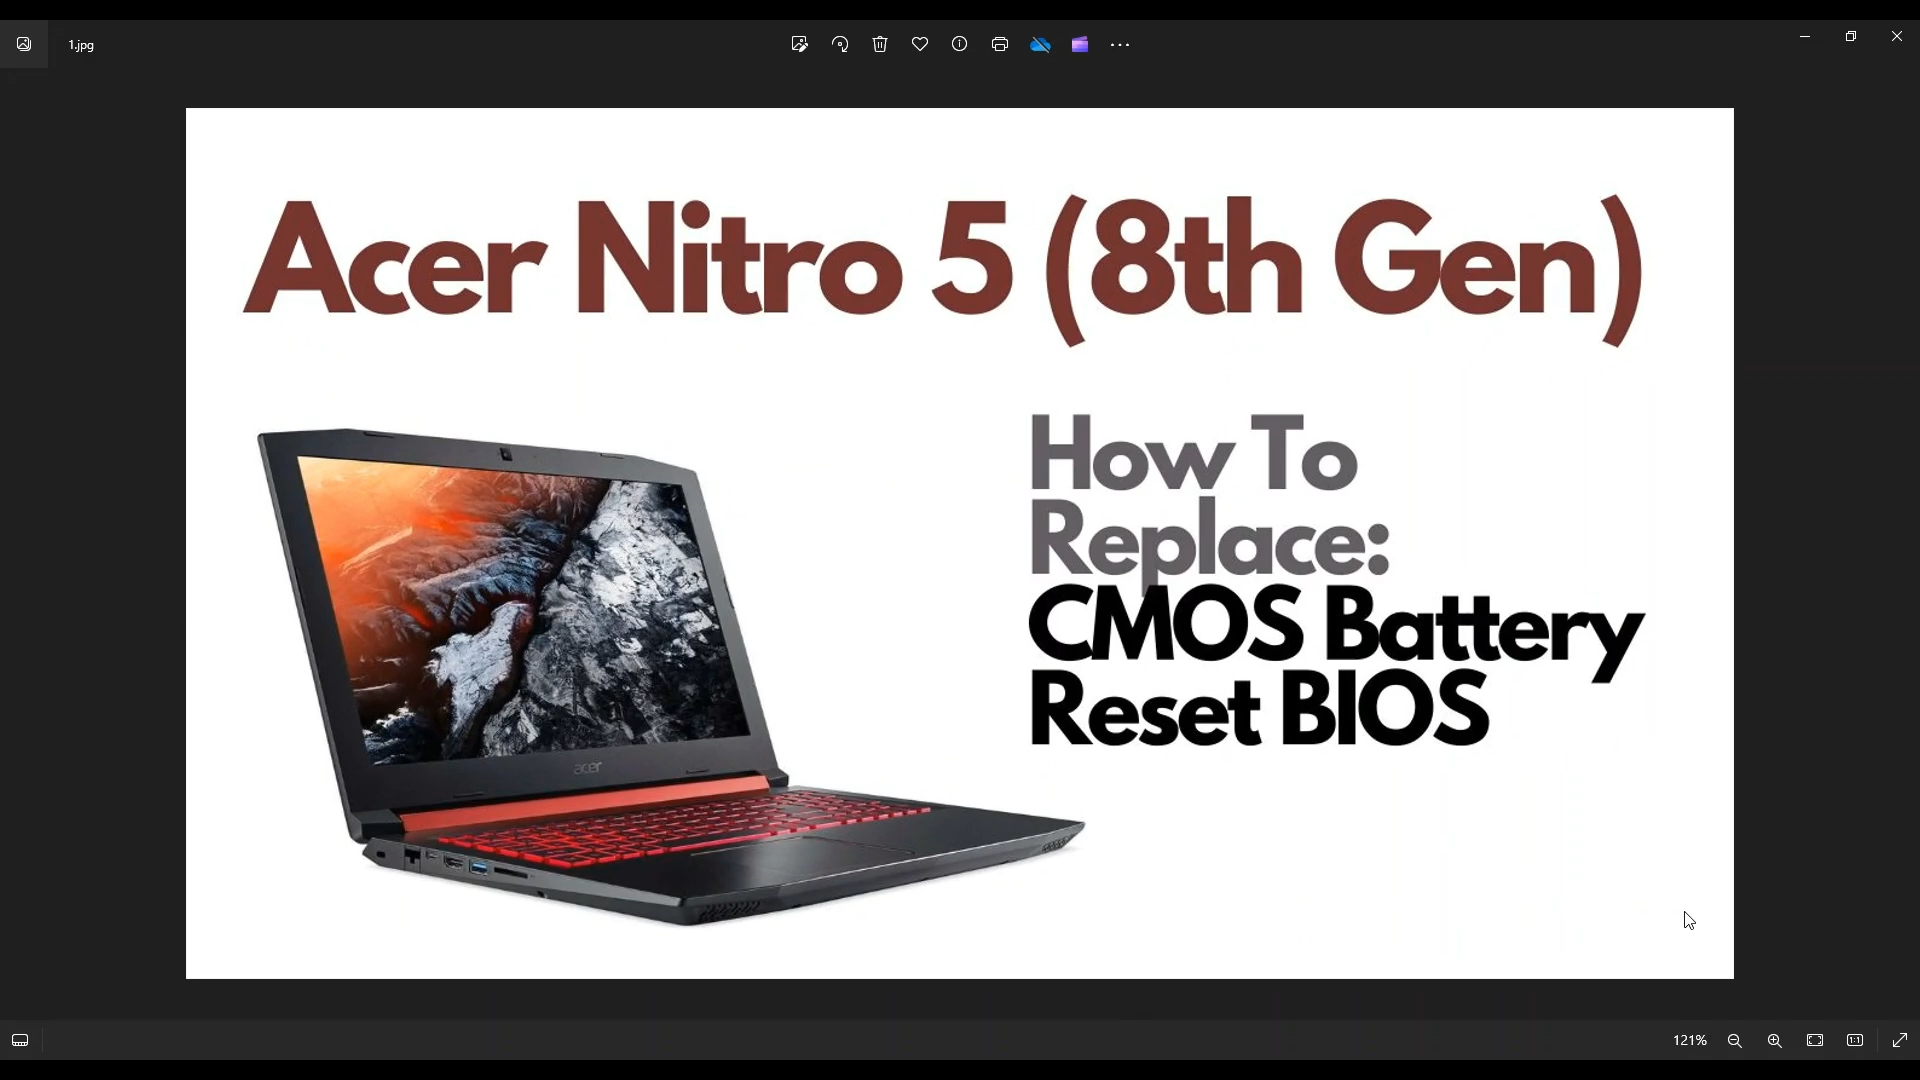 1.jpg
Acer Nitro 5 (8th Gen)
How To
Replace:
CMOS Battery
Reset BIOS
acer
121%